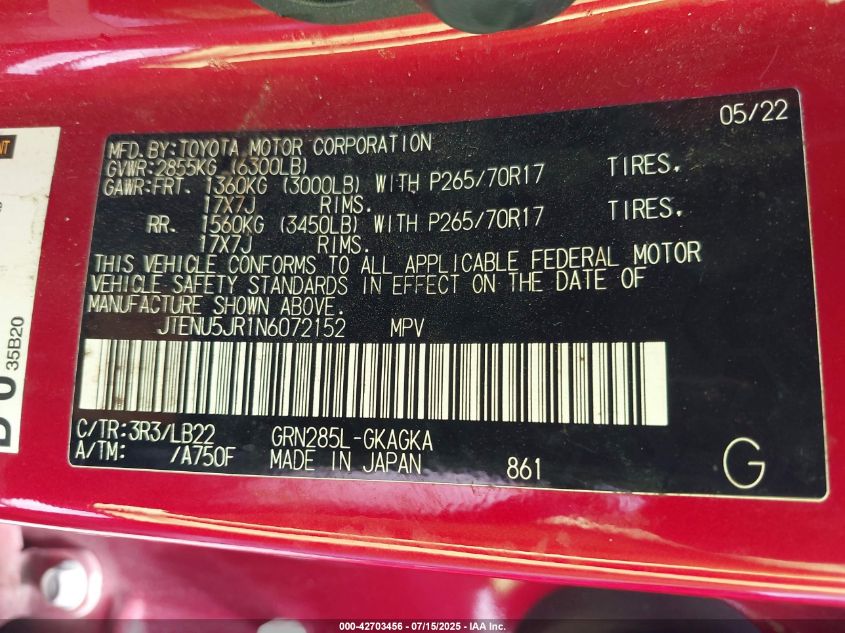 05/22
MFD.BY:TOYOTA MOTOR CORPORATION
GVWR:2855KG (6300LB)
GAWR:FRT. 1360KG (3000LB) WITH P265/70R17 TIRES,
17X7J RIMS.
RR. 1560KG (3450LB) WITH P265/70R17 TIRES,
17X7J RIMS.
THIS VEHICLE CONFORMS TO ALL APPLICABLE FEDERAL MOTOR
VEHICLE SAFETY STANDARDS IN EFFECT ON THE DATE OF
MANUFACTURE SHOWN ABOVE.
JTENU5JR1N6072152 MPV
C/TR:3R3/LB22 GRN285L-GKAGKA
A/TM: /A750F MADE IN JAPAN 861
G
35B20
000-42703456 - 07/15/2025 - IAA Inc.